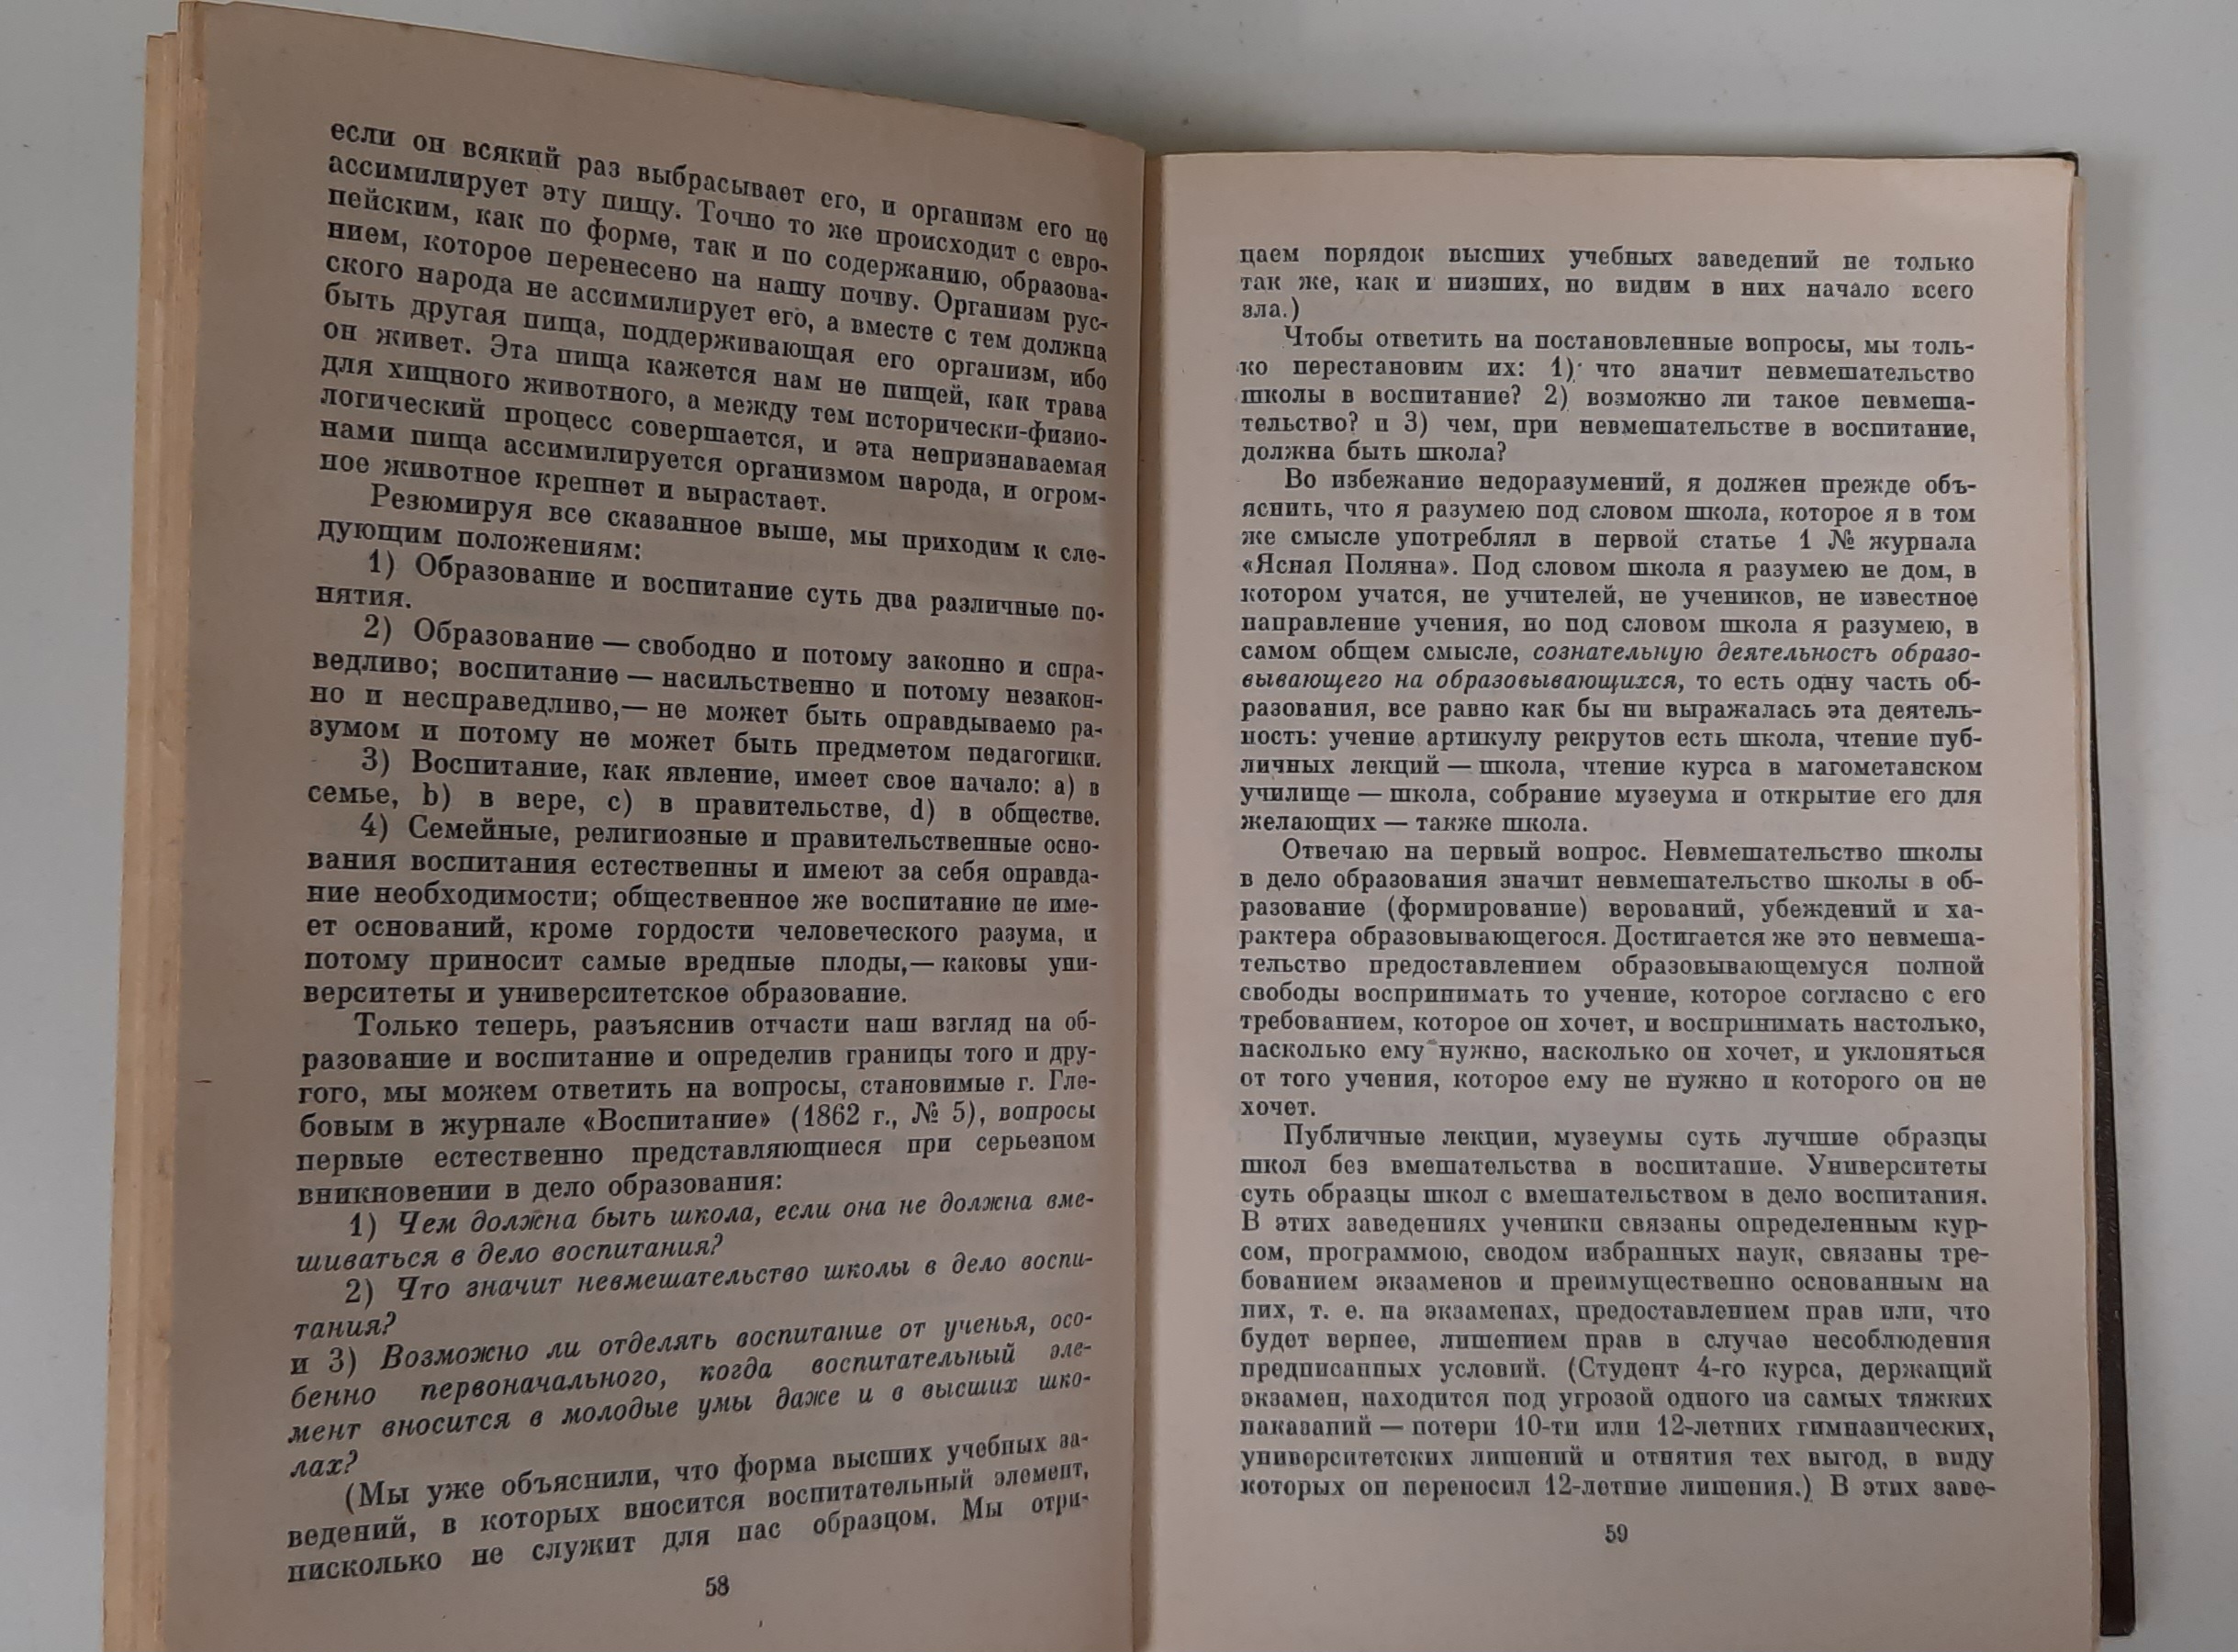 если он всякий раз выбрасывает его, и организм его не
ассимилирует эту пищу. Точно то же происходит с евро-
пейским, как по форме, так и по содержанию, образова-
нием, которое перенесено на нашу почву. Организм рус-
ского народа не ассимилирует его, а вместе с тем должна
быть другая пища, поддерживающая его организм, ибо
он живет. Эта пища кажется нам не пищей, как трава
для хищного животного, а между тем исторически-физио-
логический процесс совершается, и эта непризнаваемая
нами пища ассимилируется организмом народа, и огром-
ное животное крепнет и вырастает.
Резюмируя все сказанное выше, мы приходим к сле-
дующим положениям:
1) Образование и воспитание суть два различные по-
нятия.
2) Образование — свободно и потому законно и спра-
ведливо; воспитание — насильственно и потому незакон-
но и несправедливо,— не может быть оправдываемо ра-
зумом и потому не может быть предметом педагогики.
3) Воспитание, как явление, имеет свое начало: a) в
семье, b) в вере, c) в правительстве, d) в обществе.
4) Семейные, религиозные и правительственные осно-
вания воспитания естественны и имеют за себя оправда-
ние необходимости; общественное же воспитание не име-
ет оснований, кроме гордости человеческого разума, и
потому приносит самые вредные плоды,— каковы уни-
верситеты и университетское образование.
Только теперь, разъяснив отчасти наш взгляд на об-
разование и воспитание и определив границы того и дру-
гого, мы можем ответить на вопросы, становимые г. Гле-
бовым в журнале «Воспитание» (1862 г., № 5), вопросы
первые естественно представляющиеся при серьезном
вникновении в дело образования:
1) Чем должна быть школа, если она не должна вме-
шиваться в дело воспитания?
2) Что значит невмешательство школы в дело воспи-
тания?
и 3) Возможно ли отделять воспитание от ученья, осо-
бенно первоначального, когда воспитательный эле-
мент вносится в молодые умы даже и в высших шко-
лах?
(Мы уже объяснили, что форма высших учебных за-
ведений, в которых вносится воспитательный элемент,
нисколько не служит для нас образцом. Мы отри-
58
цаем порядок высших учебных заведений не только
так же, как и низших, но видим в них начало всего
зла.)
Чтобы ответить на постановленные вопросы, мы толь-
ко перестановим их: 1) что значит невмешательство
школы в воспитание? 2) возможно ли такое невмеша-
тельство? и 3) чем, при невмешательстве в воспитание,
должна быть школа?
Во избежание недоразумений, я должен прежде объ-
яснить, что я разумею под словом школа, которое я в том
же смысле употреблял в первой статье 1 № журнала
«Ясная Поляна». Под словом школа я разумею не дом, в
котором учатся, не учителей, не учеников, не известное
направление учения, но под словом школа я разумею, в
самом общем смысле, сознательную деятельность образо-
вывающего на образовывающихся, то есть одну часть об-
разования, все равно как бы ни выражалась эта деятель-
ность: учение артикулу рекрутов есть школа, чтение пуб-
личных лекций — школа, чтение курса в магометанском
училище — школа, собрание музеума и открытие его для
желающих — также школа.
Отвечаю на первый вопрос. Невмешательство школы
в дело образования значит невмешательство школы в об-
разование (формирование) верований, убеждений и ха-
рактера образовывающегося. Достигается же это невмеша-
тельство предоставлением образовывающемуся полной
свободы воспринимать то учение, которое согласно с его
требованием, которое он хочет, и воспринимать настолько,
насколько ему нужно, насколько он хочет, и уклоняться
от того учения, которое ему не нужно и которого он не
хочет.
Публичные лекции, музеумы суть лучшие образцы
школ без вмешательства в воспитание. Университеты
суть образцы школ с вмешательством в дело воспитания.
В этих заведениях ученики связаны определенным кур-
сом, программою, сводом избранных наук, связаны тре-
бованием экзаменов и преимущественно основанным на
них, т. е. на экзаменах, предоставлением прав или, что
будет вернее, лишением прав в случае несоблюдения
предписанных условий. (Студент 4-го курса, держащий
экзамен, находится под угрозой одного из самых тяжких
наказаний — потери 10-ти или 12-летних гимназических,
университетских лишений и отнятия тех выгод, в виду
которых он переносил 12-летние лишения.) В этих заве-
59